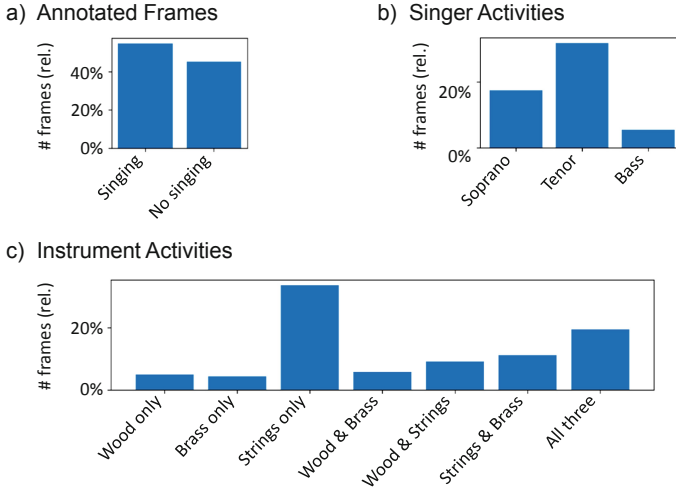 a) Annotated Frames
# frames (rel.)
40%
20%
0%
Singing
No singing
b) Singer Activities
# frames (rel.)
20%
0%
Soprano
Tenor
Bass
c) Instrument Activities
# frames (rel.)
20%
0%
Wood only
Brass only
Strings only
Wood & Brass
Wood & Strings
Strings & Brass
All three